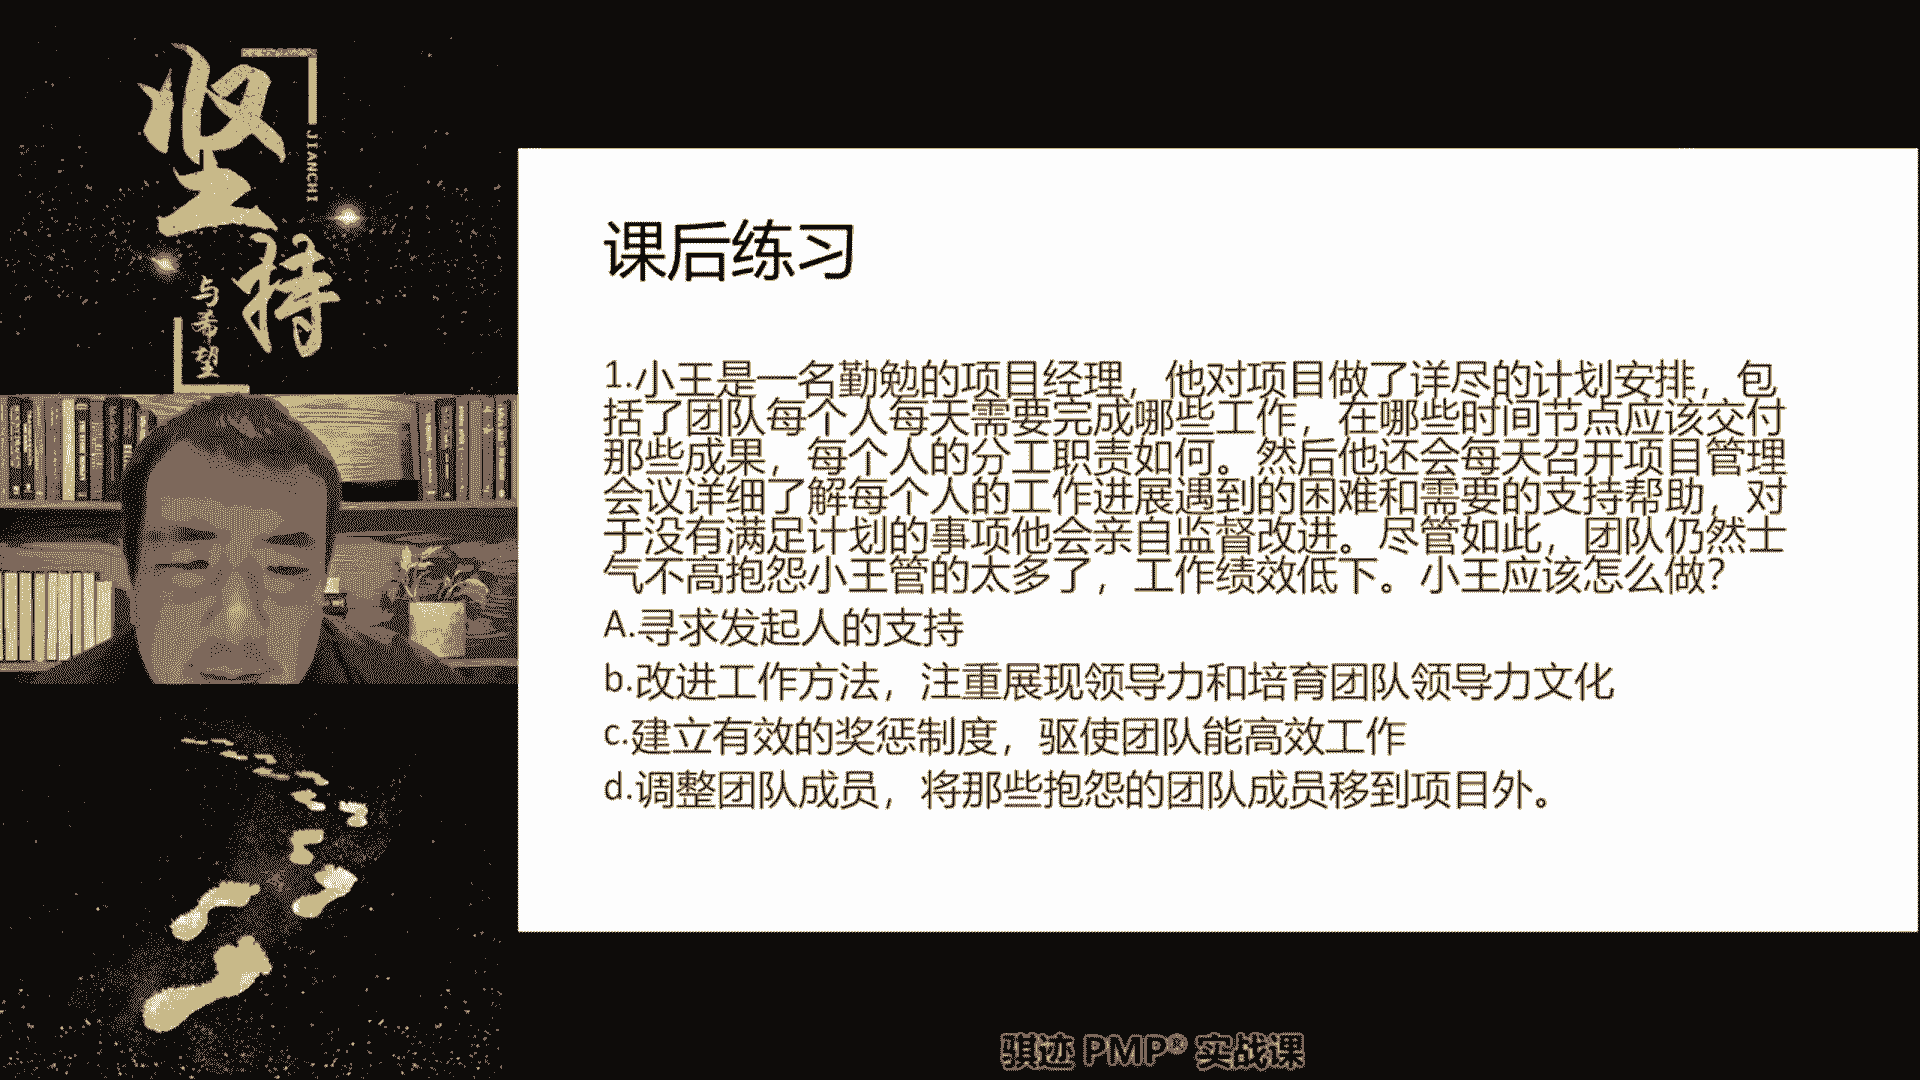 坚
持
JIANCHI
与希望
课后练习
1.小王是一名勤勉的项目经理，他对项目做了详尽的计划安排，包
括了团队每个人每天需要完成哪些工作，在哪些时间节点应该交付
那些成果，每个人的分工职责如何。然后他还会每天召开项目管理
会议详细了解每个人的工作进展遇到的困难和需要的支持帮助，对
于没有满足计划的事项他会亲自监督改进。尽管如此，团队仍然士
气不高抱怨小王管的太多了，工作绩效低下。小王应该怎么做？
A.寻求发起人的支持
b.改进工作方法，注重展现领导力和培育团队领导力文化
c.建立有效的奖惩制度，驱使团队能高效工作
d.调整团队成员，将那些抱怨的团队成员移到项目外。
骐迹 PMP® 实战课